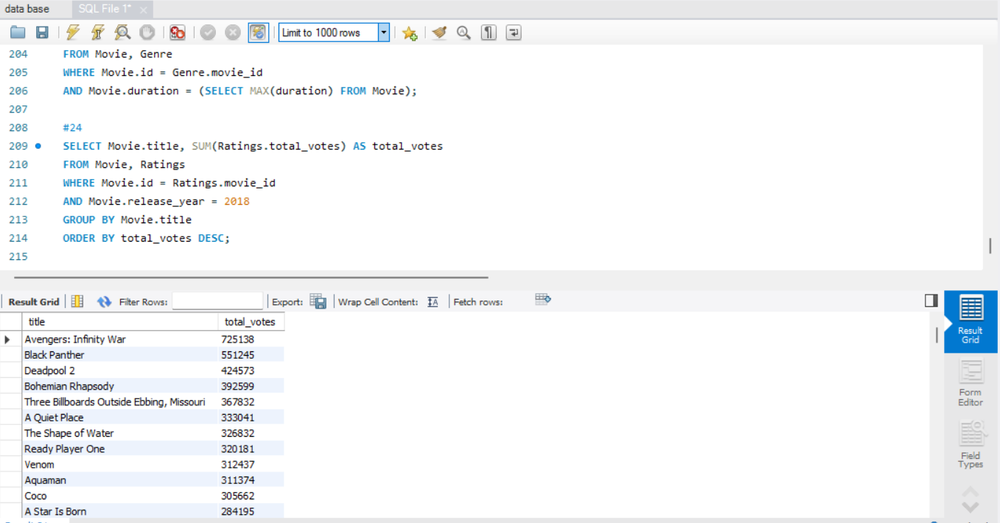 data base SQL File 1* ×
Limit to 1000 rows
204 FROM Movie, Genre
205 WHERE Movie.id = Genre.movie_id
206 AND Movie.duration = (SELECT MAX(duration) FROM Movie);
207
208 #24
209 SELECT Movie.title, SUM(Ratings.total_votes) AS total_votes
210 FROM Movie, Ratings
211 WHERE Movie.id = Ratings.movie_id
212 AND Movie.release_year = 2018
213 GROUP BY Movie.title
214 ORDER BY total_votes DESC;
215
Result Grid Filter Rows: Export: Wrap Cell Content: Fetch rows:
title total_votes
Avengers: Infinity War 725138
Black Panther 551245
Deadpool 2 424573
Bohemian Rhapsody 392599
Three Billboards Outside Ebbing, Missouri 367832
A Quiet Place 333041
The Shape of Water 326832
Ready Player One 320181
Venom 312437
Aquaman 311374
Coco 305662
A Star Is Born 284195
Result
Grid
Form
Editor
Field
Types